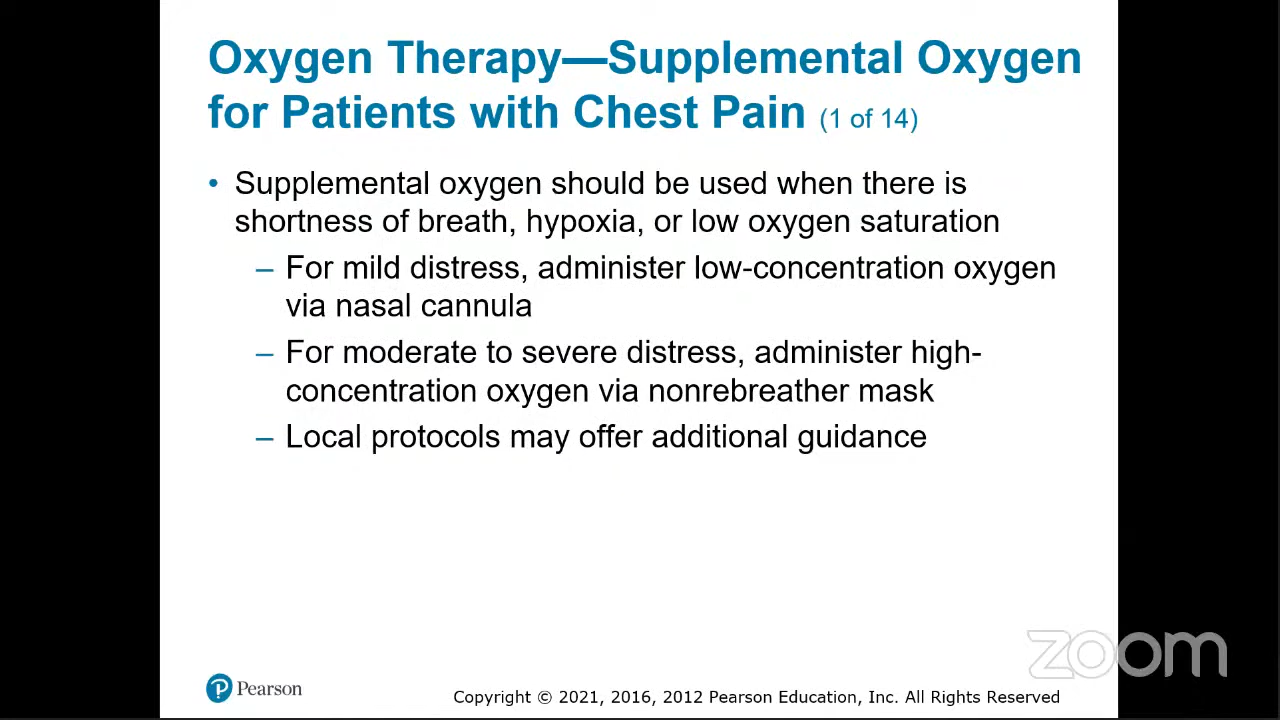 Oxygen Therapy—Supplemental Oxygen
for Patients with Chest Pain (1 of 14)
• Supplemental oxygen should be used when there is
shortness of breath, hypoxia, or low oxygen saturation
– For mild distress, administer low-concentration oxygen
via nasal cannula
– For moderate to severe distress, administer high-
concentration oxygen via nonrebreather mask
– Local protocols may offer additional guidance
zoom
P Pearson
Copyright © 2021, 2016, 2012 Pearson Education, Inc. All Rights Reserved